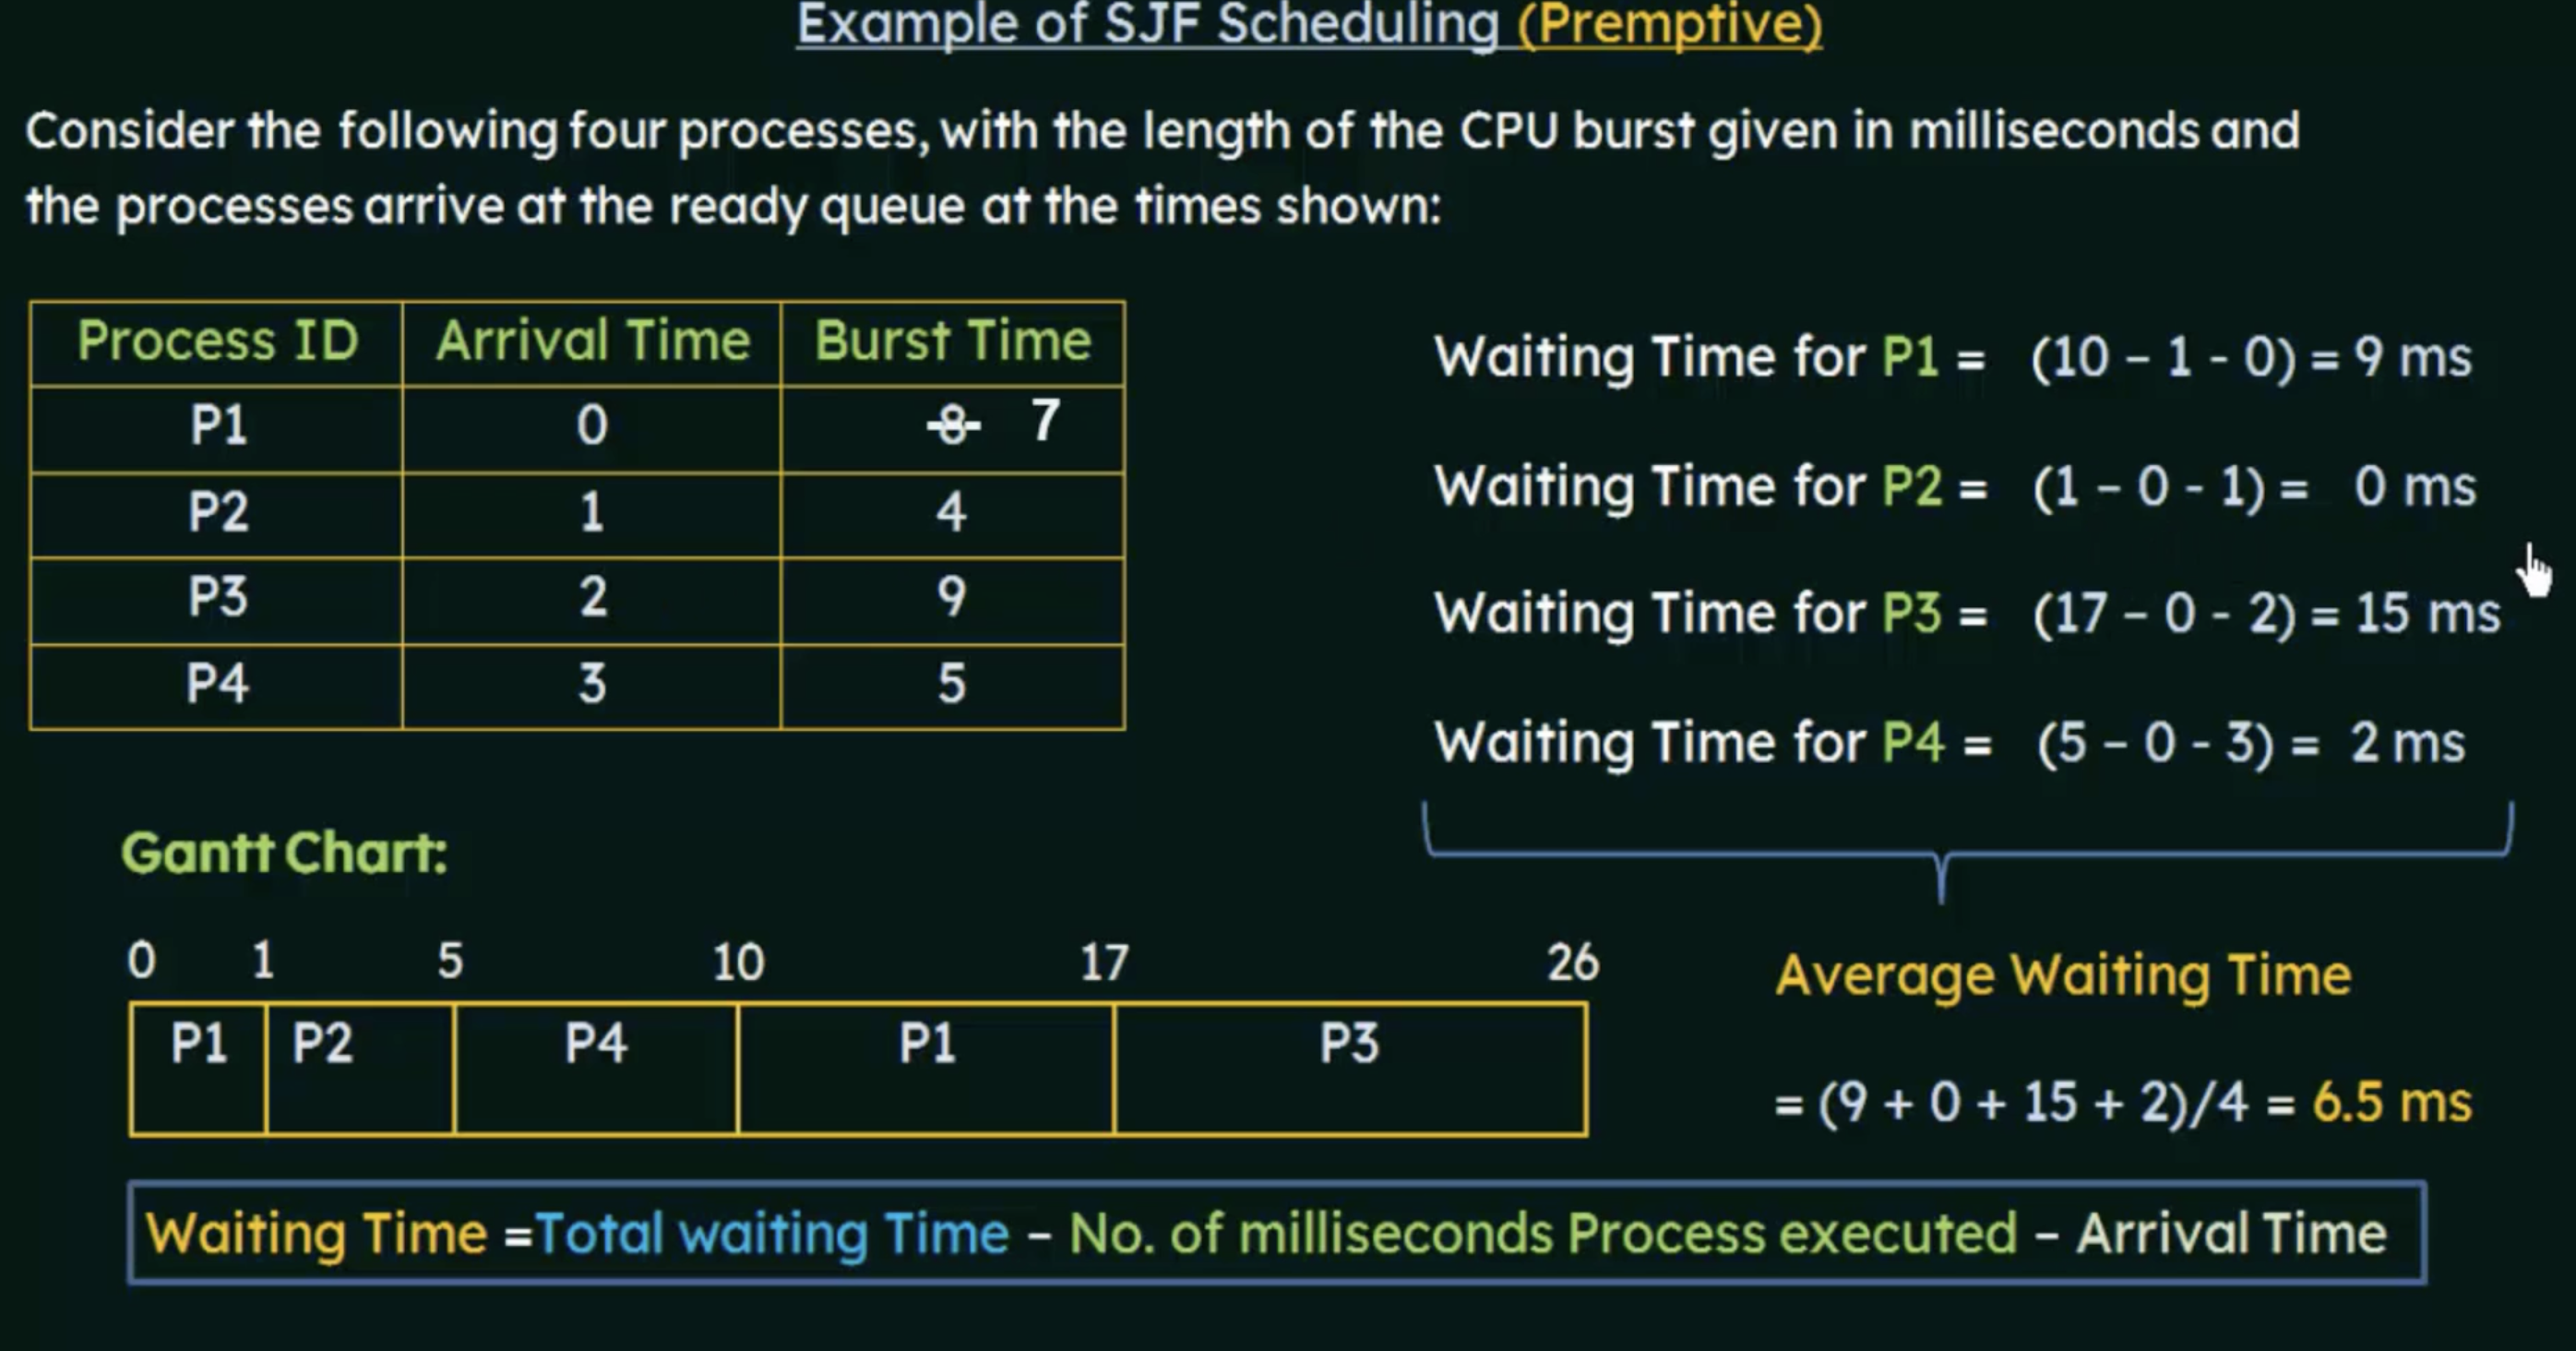 Example of SJF Scheduling (Premptive)
Consider the following four processes, with the length of the CPU burst given in milliseconds and
the processes arrive at the ready queue at the times shown:
Process ID Arrival Time Burst Time
P1 0 8 7
P2 1 4
P3 2 9
P4 3 5
Waiting Time for P1 = (10 – 1 - 0) = 9 ms
Waiting Time for P2 = (1 – 0 - 1) = 0 ms
Waiting Time for P3 = (17 – 0 - 2) = 15 ms
Waiting Time for P4 = (5 – 0 - 3) = 2 ms
Gantt Chart:
0 1 5 10 17 26
P1 P2 P4 P1 P3
Average Waiting Time
= (9 + 0 + 15 + 2)/4 = 6.5 ms
Waiting Time =Total waiting Time – No. of milliseconds Process executed – Arrival Time